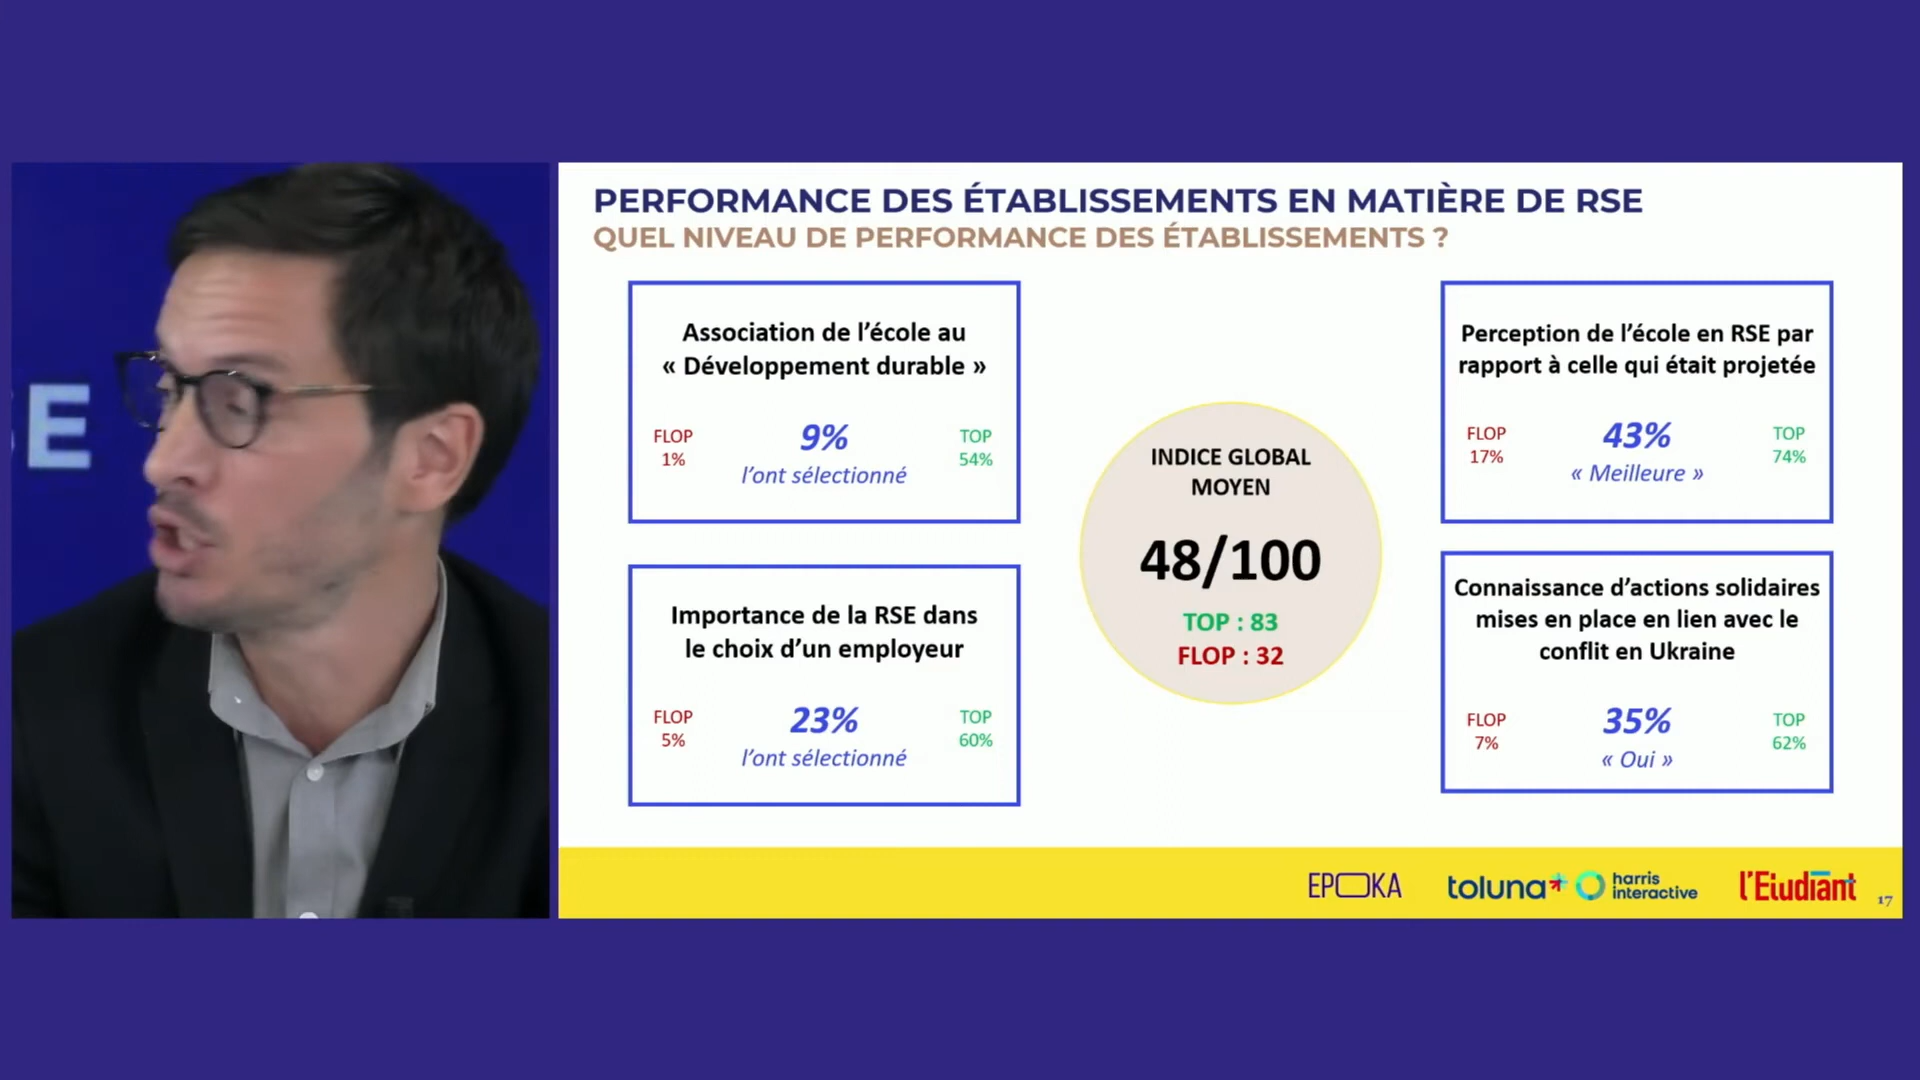 SE
PERFORMANCE DES ÉTABLISSEMENTS EN MATIÈRE DE RSE
QUEL NIVEAU DE PERFORMANCE DES ÉTABLISSEMENTS ?
Association de l'école au
« Développement durable »
FLOP
1%
9%
l'ont sélectionné
TOP
54%
Importance de la RSE dans
le choix d'un employeur
FLOP
5%
23%
l'ont sélectionné
TOP
60%
INDICE GLOBAL
MOYEN
48/100
TOP : 83
FLOP : 32
Perception de l'école en RSE par
rapport à celle qui était projetée
FLOP
17%
43%
« Meilleure »
TOP
74%
Connaissance d'actions solidaires
mises en place en lien avec le
conflit en Ukraine
FLOP
7%
35%
« Oui »
TOP
62%
EPOKA
toluna*
harris
interactive
l'Etudiant
17